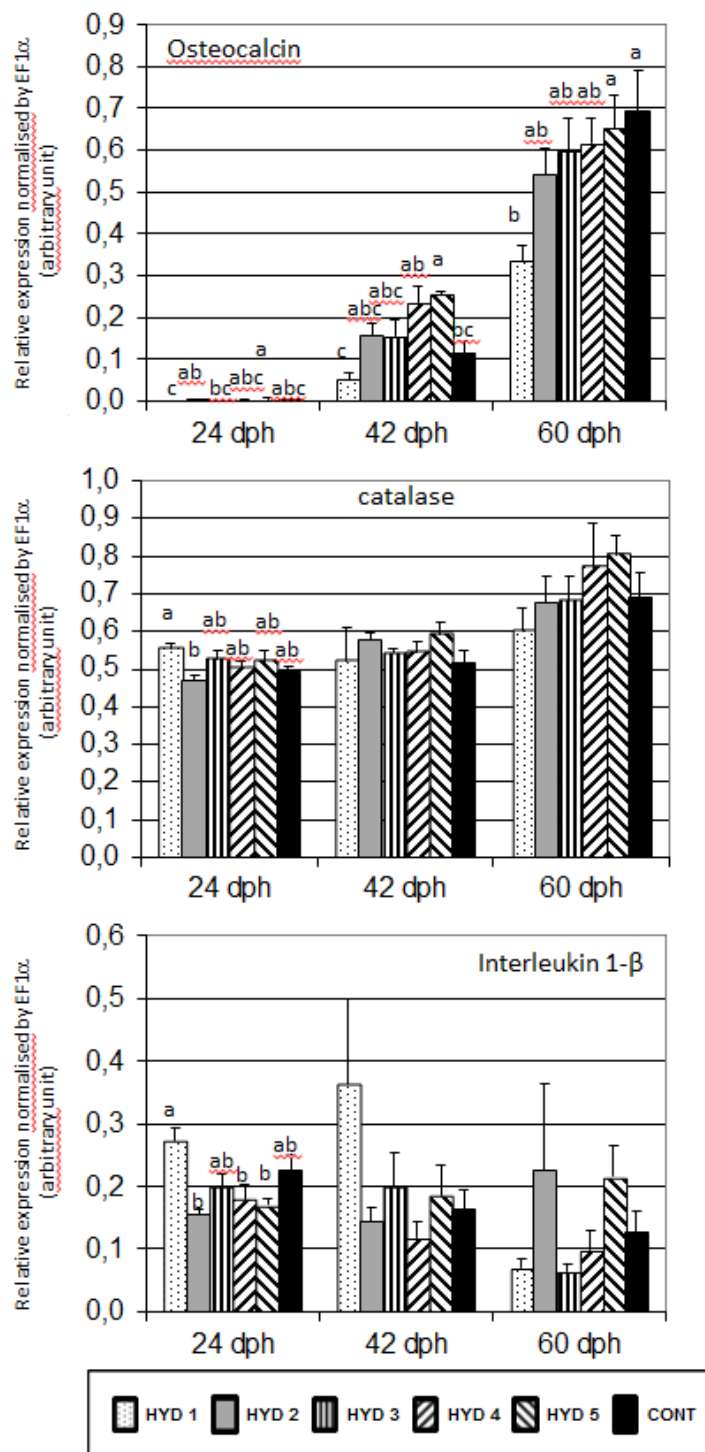 Relative expression normalised by EF1α
(arbitrary unit)
Osteocalcin
0,9
0,8
0,7
0,6
0,5
0,4
0,3
0,2
0,1
0,0
c ab bc abc a abc
c abc abc ab a bc
b ab ab ab a a
24 dph 42 dph 60 dph
Relative expression normalised by EF1α
(arbitrary unit)
catalase
1,0
0,9
0,8
0,7
0,6
0,5
0,4
0,3
0,2
0,1
0,0
a b ab ab ab ab
24 dph 42 dph 60 dph
Relative expression normalised by EF1α
(arbitrary unit)
Interleukin 1-β
0,6
0,5
0,4
0,3
0,2
0,1
0,0
a b ab b b ab
24 dph 42 dph 60 dph
HYD 1 HYD 2 HYD 3 HYD 4 HYD 5 CONT